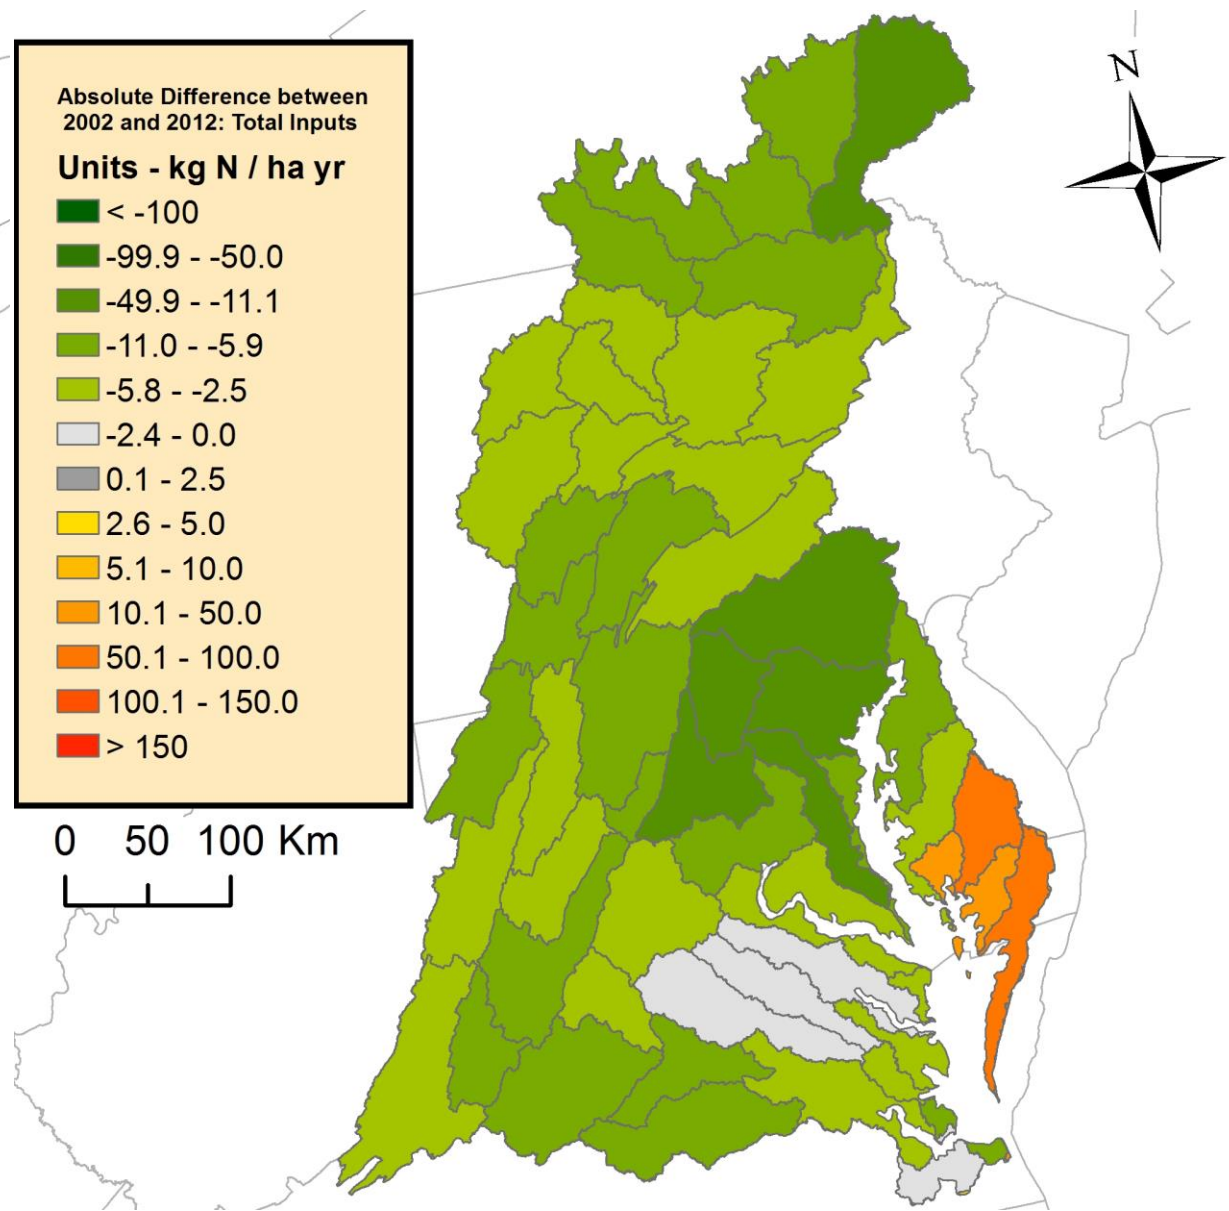 Absolute Difference between
2002 and 2012: Total Inputs
Units - kg N / ha yr
< -100
-99.9 - -50.0
-49.9 - -11.1
-11.0 - -5.9
-5.8 - -2.5
-2.4 - 0.0
0.1 - 2.5
2.6 - 5.0
5.1 - 10.0
10.1 - 50.0
50.1 - 100.0
100.1 - 150.0
> 150
0 50 100 Km
N